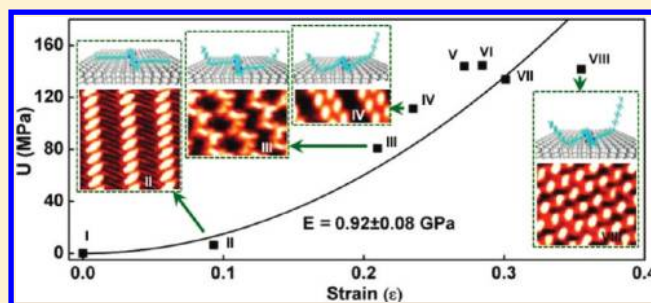 160
120
80
40
0
U (MPa)
II
III
IV
V
VI
VII
VIII
IV
III
II
I
II
VIII
E = 0.92±0.08 GPa
0.0
0.1
0.2
0.3
0.4
Strain (ε)